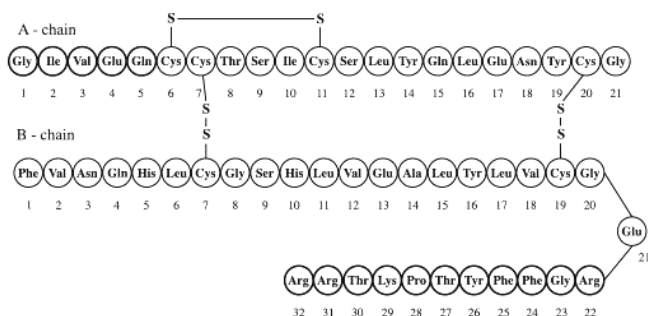 S S
A - chain
Gly Ile Val Glu Gln Cys Cys Thr Ser Ile Cys Ser Leu Tyr Gln Leu Glu Asn Tyr Cys Gly
1 2 3 4 5 6 7 8 9 10 11 12 13 14 15 16 17 18 19 20 21
S S
S S
B - chain
Phe Val Asn Gln His Leu Cys Gly Ser His Leu Val Glu Ala Leu Tyr Leu Val Cys Gly
1 2 3 4 5 6 7 8 9 10 11 12 13 14 15 16 17 18 19 20
Glu
21
Arg Arg Thr Lys Pro Thr Tyr Phe Phe Gly Arg
32 31 30 29 28 27 26 25 24 23 22